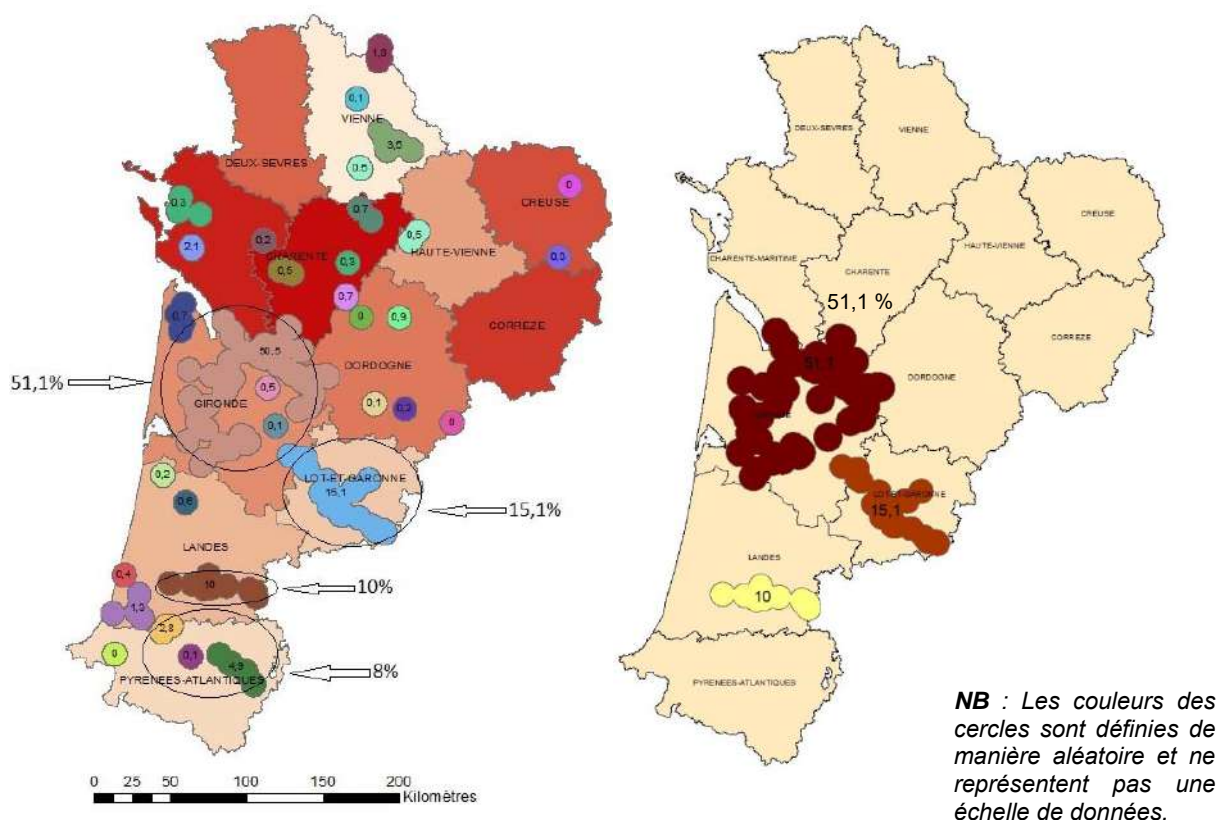 1,8
0,1
VIENNE
3,5
DEUX-SEVRES
0,5
0
0,3
0,7
CREUSE
0,2
0,5
2,1
CHARENTE
HAUTE-VIENNE
0,3
0,3
0,5
0,7
0,7
0
0,9
CORREZE
50,5
DORDOGNE
51,1%
0,5
GIRONDE
0,1
0,2
0,1
0
LOT-ET-GARONNE
0,2
15,1
0,6
15,1%
LANDES
0,4
10
10%
1,3
2,8
0
0,1
4,9
8%
PYRENEES-ATLANTIQUES
0 25 50 100 150 200
Kilomètres
DEUX-SEVRES
VIENNE
CREUSE
HAUTE-VIENNE
CHARENTE-MARITIME
CHARENTE
51,1 %
CORREZE
51,1
DORDOGNE
LOT-ET-GARONNE
15,1
LANDES
10
PYRENEES-ATLANTIQUES
NB : Les couleurs des
cercles sont définies de
manière aléatoire et ne
représentent pas une
échelle de données.